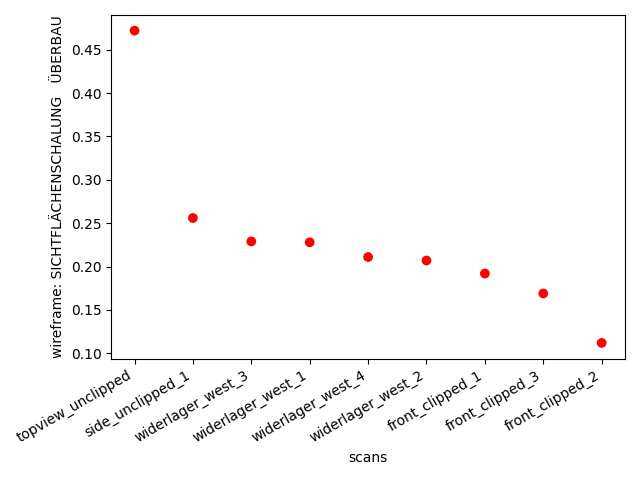 wireframe: SICHTFLÄCHENSCHALUNG   ÜBERBAU
0.45
0.40
0.35
0.30
0.25
0.20
0.15
0.10
topview_unclipped
side_unclipped_1
widerlager_west_3
widerlager_west_1
widerlager_west_4
widerlager_west_2
front_clipped_1
front_clipped_3
front_clipped_2
scans